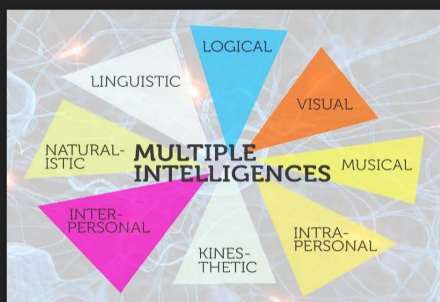 LOGICAL
LINGUISTIC
VISUAL
NATURAL-
ISTIC
MULTIPLE
INTELLIGENCES
MUSICAL
INTER-
PERSONAL
INTRA-
PERSONAL
KINES-
THETIC